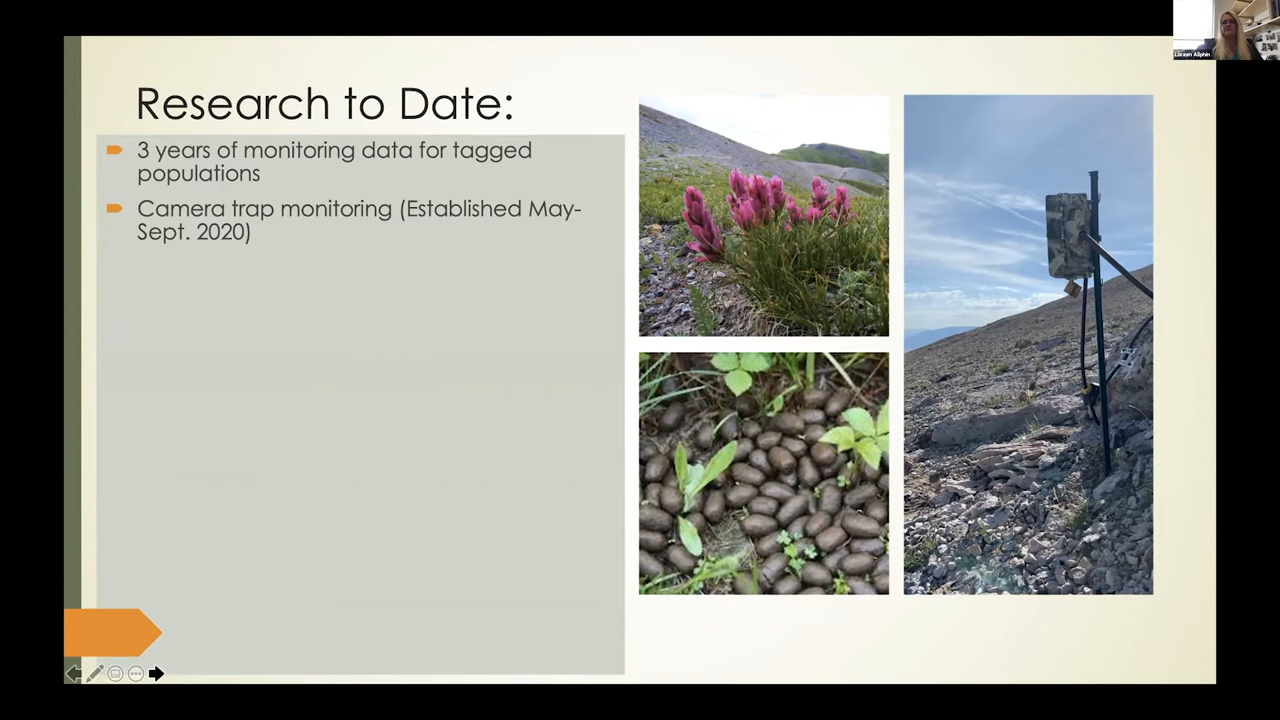 Loreen Allphin
Research to Date:
3 years of monitoring data for tagged
populations
Camera trap monitoring (Established May-
Sept. 2020)